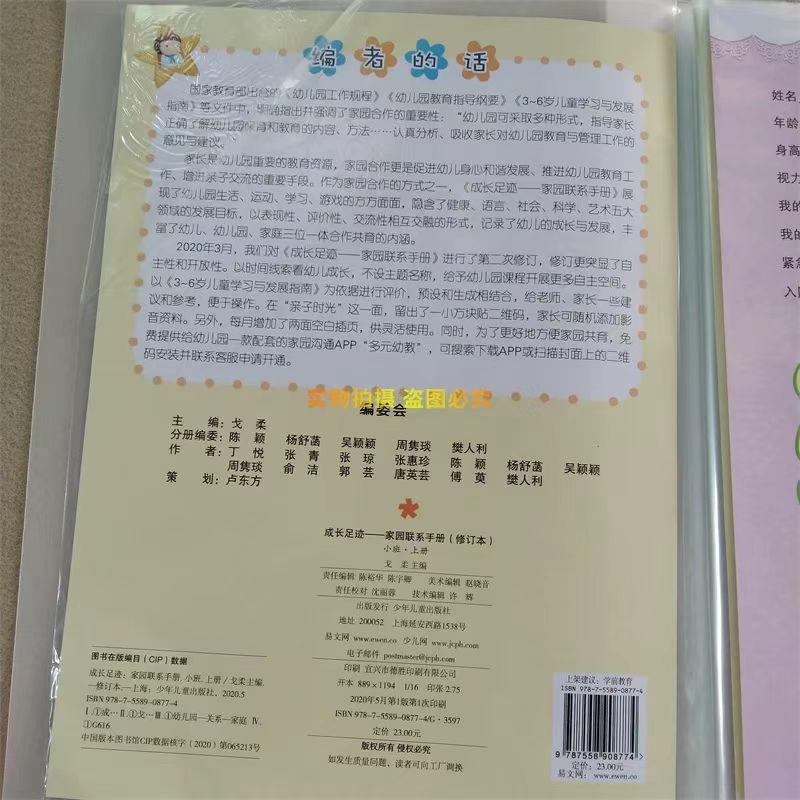 编者的话
国家教育部出台的《幼儿园工作规程》《幼儿园教育指导纲要》《3~6岁儿童学习与发展
指南》等文件中，明确指出并强调了家园合作的重要性：“幼儿园可采取多种形式，指导家长
正确了解幼儿园保育和教育的内容、方法……认真分析、吸收家长对幼儿园教育与管理工作的
意见与建议。
家长是幼儿园重要的教育资源，家园合作更是促进幼儿身心和谐发展、推进幼儿园教育工
作、增进亲子交流的重要手段。作为家园合作的方式之一，《成长足迹——家园联系手册》展
现了幼儿园生活、运动、学习、游戏的方方面面，隐含了健康、语言、社会、科学、艺术五大
领域的发展目标，以表现性、评价性、交流性相互交融的形式，记录了幼儿的成长与发展，丰
富了幼儿、幼儿园、家庭三位一体合作共育的内涵。
2020年3月，我们对《成长足迹——家园联系手册》进行了第二次修订，修订更突显了自
主性和开放性。以时间线索看幼儿成长，不设主题名称，给予幼儿园课程开展更多自主空间。
以《3~6岁儿童学习与发展指南》为依据进行评价，预设和生成相结合，给老师、家长一些建
议和参考，便于操作。在“亲子时光”这一面，留出了一小方块贴二维码，家长可随机添加影
音资料。另外，每月增加了两面空白插页，供灵活使用。同时，为了更好地方便家园共育，免
费提供给幼儿园一款配套的家园沟通APP“多元幼教”，可搜索下载APP或扫描封面上的二维
码安装并联系客服申请开通。
实物拍摄 盗图必究
编委会
主 编：戈 柔
分册编委：陈 颖 杨舒菡 吴颖颖 周隽琰 樊人利
作 者：丁 悦 张 青 张 琼 张惠珍 陈 颖 杨舒菡 吴颖颖
周隽琰 俞 洁 郭 芸 唐英芸 傅 萸 樊人利
策 划：卢东方
成长足迹——家园联系手册（修订本）
小班·上册
戈 柔 主编
责任编辑 陈裕华 陈宇卿 美术编辑 赵晓音
责任校对 沈丽蓉 技术编辑 许 辉
出版发行 少年儿童出版社
地址 200052 上海延安西路1538号
易文网 www.ewen.co 少儿网 www.jcph.com
电子邮件 postmaster@jcph.com
印刷 宜兴市德胜印刷有限公司
开本 889×1194 1/16 印张 2.75
2020年5月第1版第1次印刷
ISBN 978-7-5589-0877-4/G·3597
定价 23.00元
版权所有 侵权必究
如发生质量问题，读者可向工厂调换
图书在版编目（CIP）数据
成长足迹：家园联系手册. 小班. 上册 / 戈柔主编.
—修订本.—上海：少年儿童出版社，2020.5
ISBN 978-7-5589-0877-4
Ⅰ.①成… Ⅱ.①戈… Ⅲ.①幼儿园—关系—家庭 Ⅳ.
①G616
中国版本图书馆CIP数据核字（2020）第065213号
上架建议：学前教育
ISBN 978-7-5589-0877-4
9 787558 908774
定价：23.00元
易文网：www.ewen.co
姓名
年龄
身高
视力
我的
我的
紧急
入园